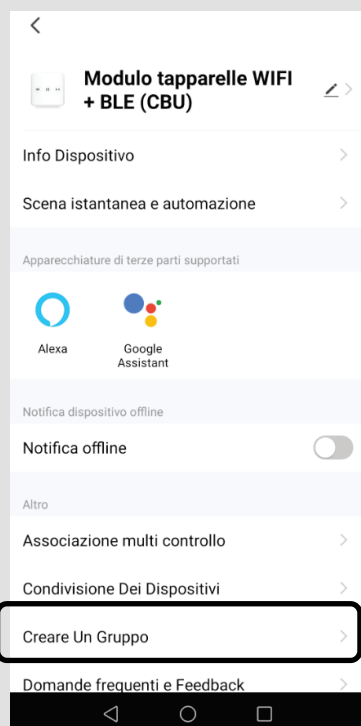 Modulo tapparelle WIFI
+ BLE (CBU)
Info Dispositivo
Scena istantanea e automazione
Apparecchiature di terze parti supportati
Alexa
Google
Assistant
Notifica dispositivo offline
Notifica offline
Altro
Associazione multi controllo
Condivisione Dei Dispositivi
Creare Un Gruppo
Domande frequenti e Feedback